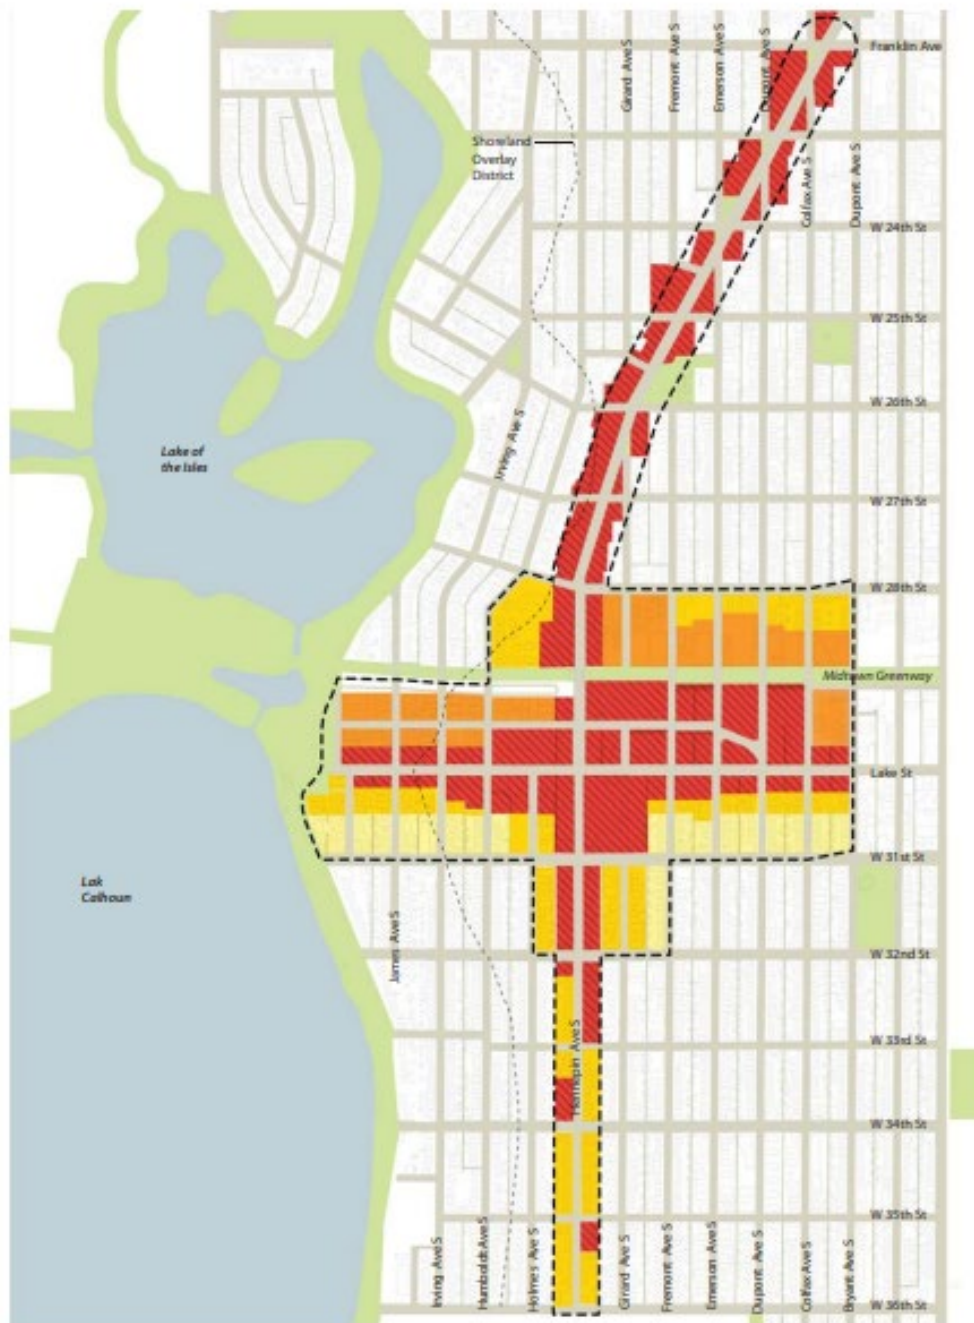 Girard Ave S
Fremont Ave S
Emerson Ave S
Dupont Ave S
Franklin Ave
Shoreland
Overlay
District
Colfax Ave S
Dupont Ave S
W 24th St
W 25th St
W 26th St
Irving Ave S
Lake of
the Isles
W 27th St
W 28th St
Midtown Greenway
Lake St
W 31st St
Lak
Calhoun
James Ave S
W 32nd St
W 33rd St
Hennepin Ave S
W 34th St
W 35th St
Irving Ave S
Humboldt Ave S
Holmes Ave S
Girard Ave S
Fremont Ave S
Emerson Ave S
Dupont Ave S
Colfax Ave S
Bryant Ave S
W 36th St